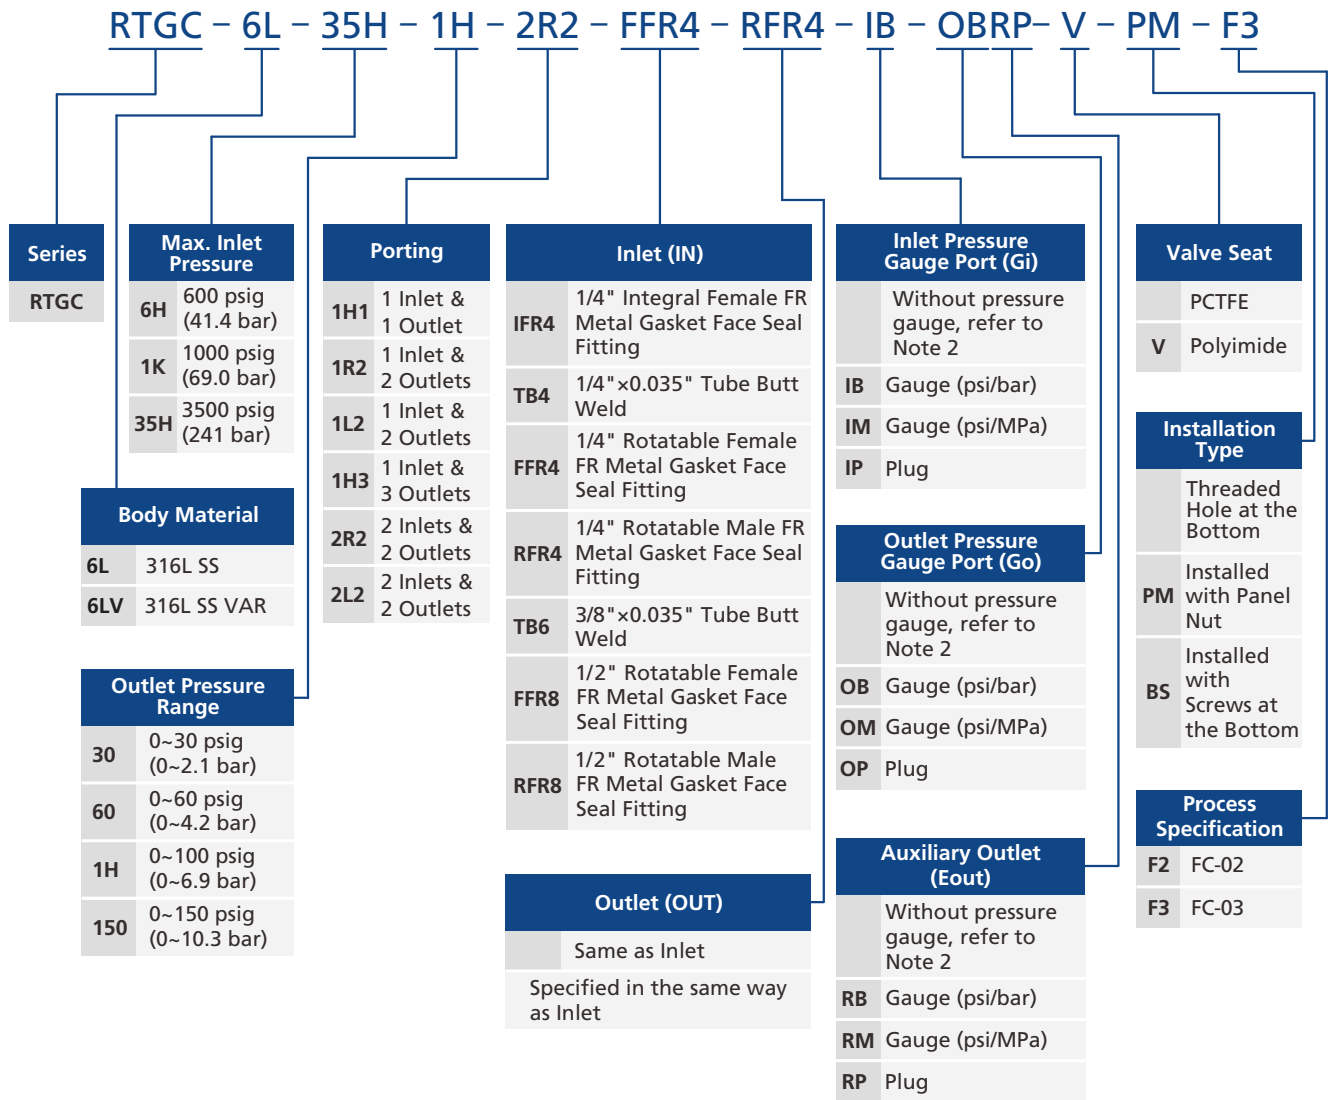 RTGC – 6L – 35H – 1H – 2R2 – FFR4 – RFR4 – IB – OBRP – V – PM – F3
Series
RTGC
Max. Inlet
Pressure
6H 600 psig
(41.4 bar)
1K 1000 psig
(69.0 bar)
35H 3500 psig
(241 bar)
Body Material
6L 316L SS
6LV 316L SS VAR
Outlet Pressure
Range
30 0~30 psig
(0~2.1 bar)
60 0~60 psig
(0~4.2 bar)
1H 0~100 psig
(0~6.9 bar)
150 0~150 psig
(0~10.3 bar)
Porting
1H1 1 Inlet &
1 Outlet
1R2 1 Inlet &
2 Outlets
1L2 1 Inlet &
2 Outlets
1H3 1 Inlet &
3 Outlets
2R2 2 Inlets &
2 Outlets
2L2 2 Inlets &
2 Outlets
Inlet (IN)
IFR4 1/4" Integral Female FR
Metal Gasket Face Seal
Fitting
TB4 1/4"×0.035" Tube Butt
Weld
FFR4 1/4" Rotatable Female
FR Metal Gasket Face
Seal Fitting
RFR4 1/4" Rotatable Male FR
Metal Gasket Face Seal
Fitting
TB6 3/8"×0.035" Tube Butt
Weld
FFR8 1/2" Rotatable Female
FR Metal Gasket Face
Seal Fitting
RFR8 1/2" Rotatable Male
FR Metal Gasket Face
Seal Fitting
Outlet (OUT)
Same as Inlet
Specified in the same way
as Inlet
Inlet Pressure
Gauge Port (Gi)
Without pressure
gauge, refer to
Note 2
IB Gauge (psi/bar)
IM Gauge (psi/MPa)
IP Plug
Outlet Pressure
Gauge Port (Go)
Without pressure
gauge, refer to
Note 2
OB Gauge (psi/bar)
OM Gauge (psi/MPa)
OP Plug
Auxiliary Outlet
(Eout)
Without pressure
gauge, refer to
Note 2
RB Gauge (psi/bar)
RM Gauge (psi/MPa)
RP Plug
Valve Seat
PCTFE
V Polyimide
Installation
Type
Threaded
Hole at the
Bottom
PM Installed
with Panel
Nut
BS Installed
with
Screws at
the Bottom
Process
Specification
F2 FC-02
F3 FC-03